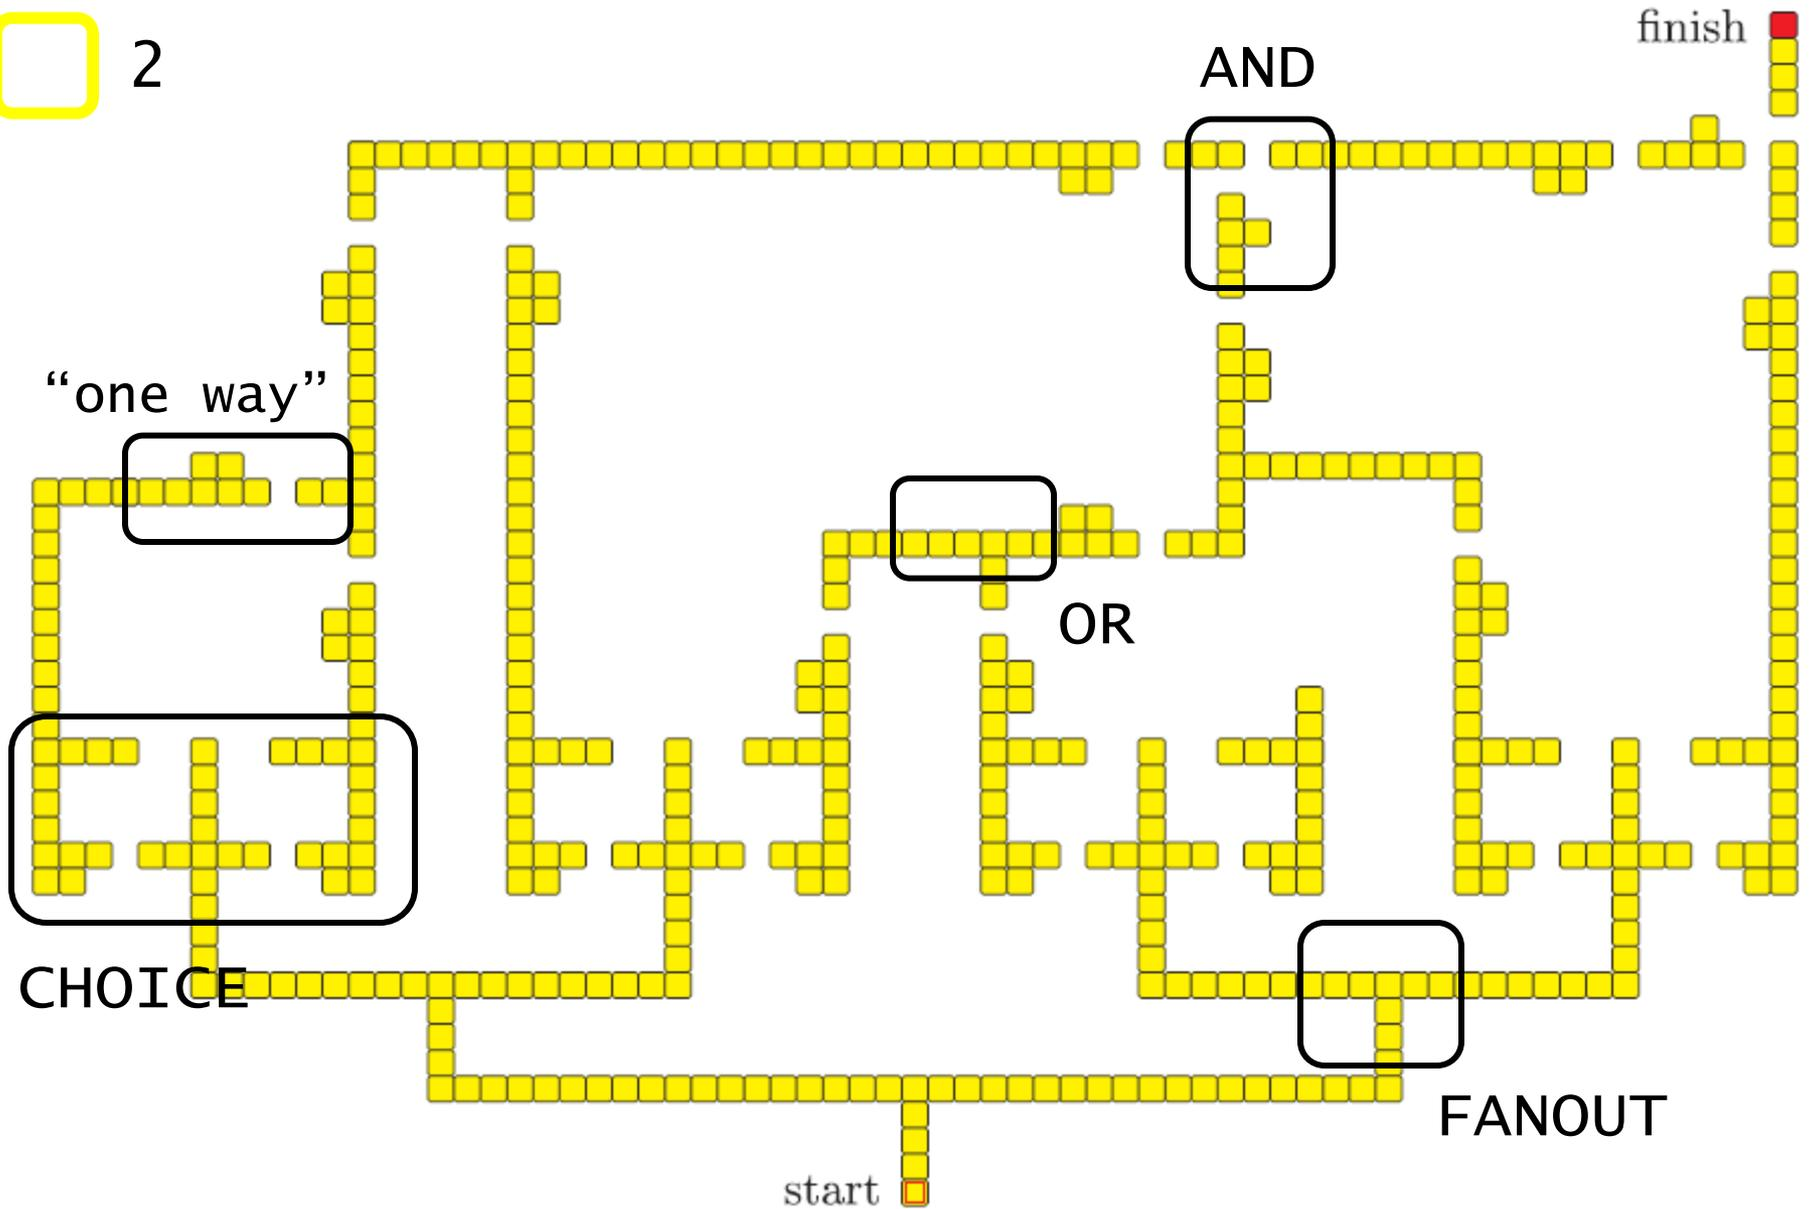 finish
2
AND
“one way”
OR
CHOICE
FANOUT
start